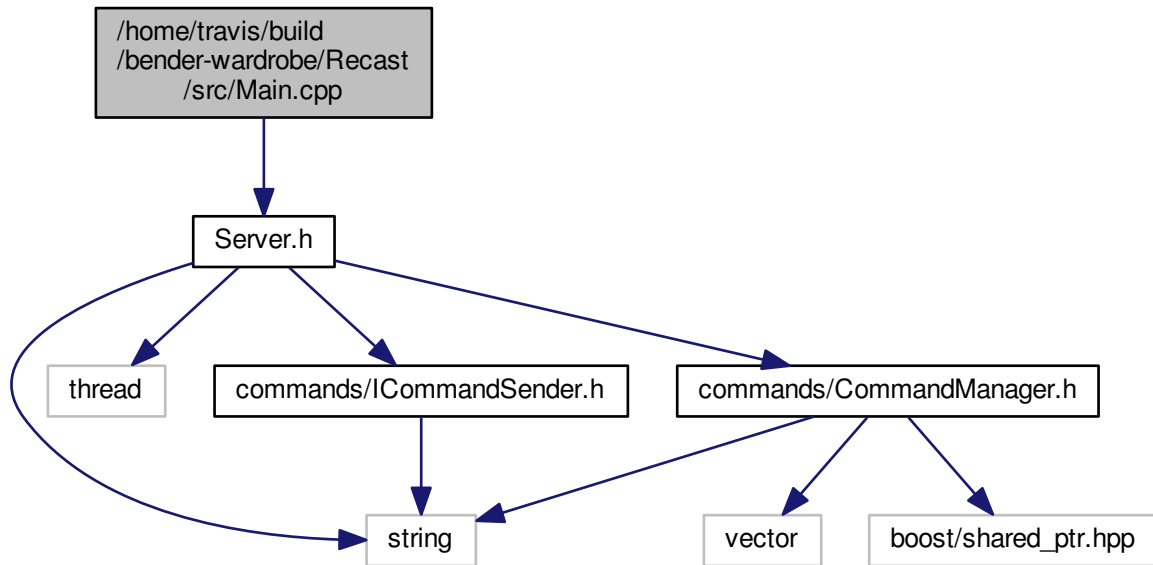 /home/travis/build
/bender-wardrobe/Recast
/src/Main.cpp
Server.h
thread
commands/ICommandSender.h
commands/CommandManager.h
string
vector
boost/shared_ptr.hpp